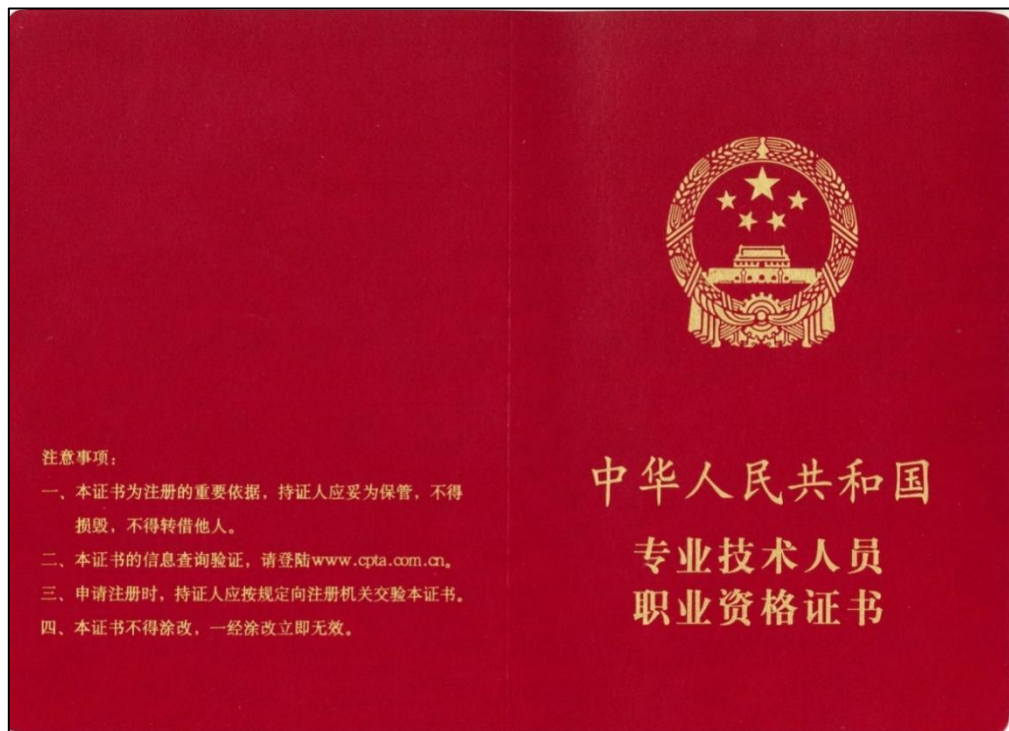 注意事项：
一、本证书为注册的重要依据，持证人应妥为保管，不得
损毁，不得转借他人。
二、本证书的信息查询验证，请登陆www.cpta.com.cn。
三、申请注册时，持证人应按规定向注册机关交验本证书。
四、本证书不得涂改，一经涂改立即无效。
中华人民共和国
专业技术人员
职业资格证书